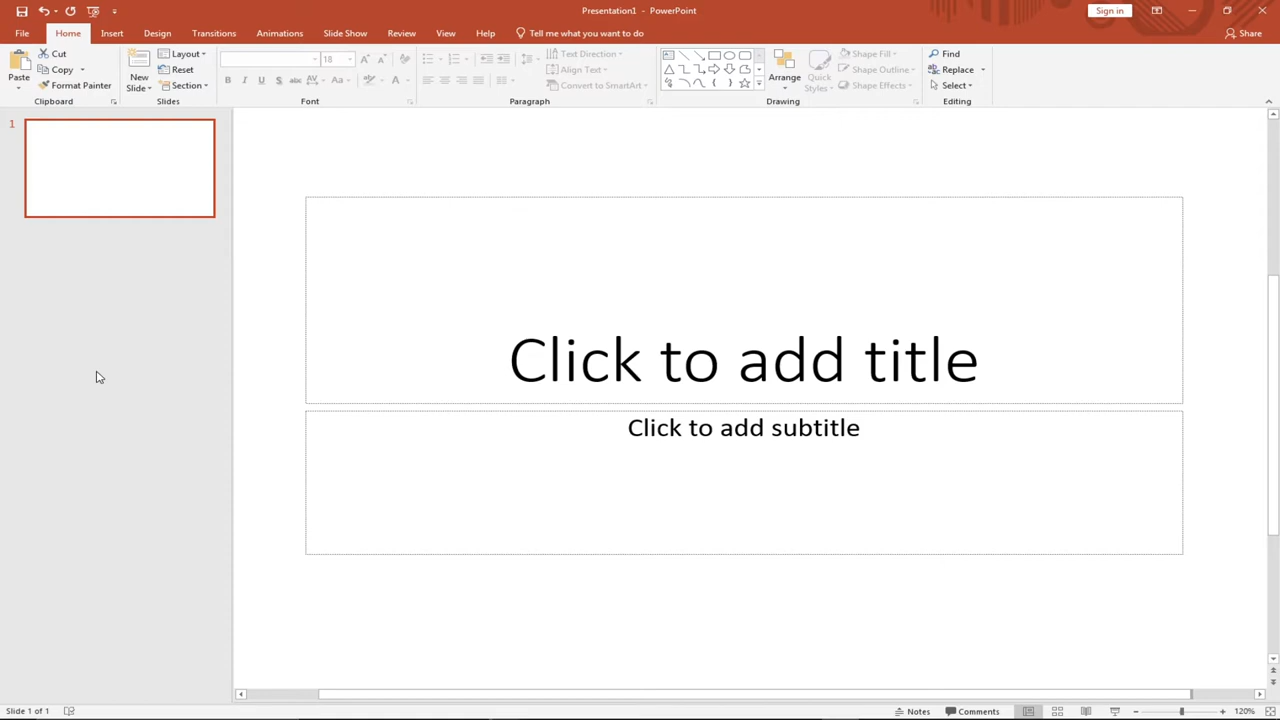 Presentation1 - PowerPoint
Sign in
File Home Insert Design Transitions Animations Slide Show Review View Help Tell me what you want to do Share
Paste
Cut
Copy
Format Painter
Clipboard
New Slide
Layout
Reset
Section
Slides
18
B I U S abc AV Aa A
Font
Text Direction
Align Text
Convert to SmartArt
Paragraph
Arrange
Quick Styles
Shape Fill
Shape Outline
Shape Effects
Drawing
Find
Replace
Select
Editing
1
Click to add title
Click to add subtitle
Slide 1 of 1
Notes
Comments
120%